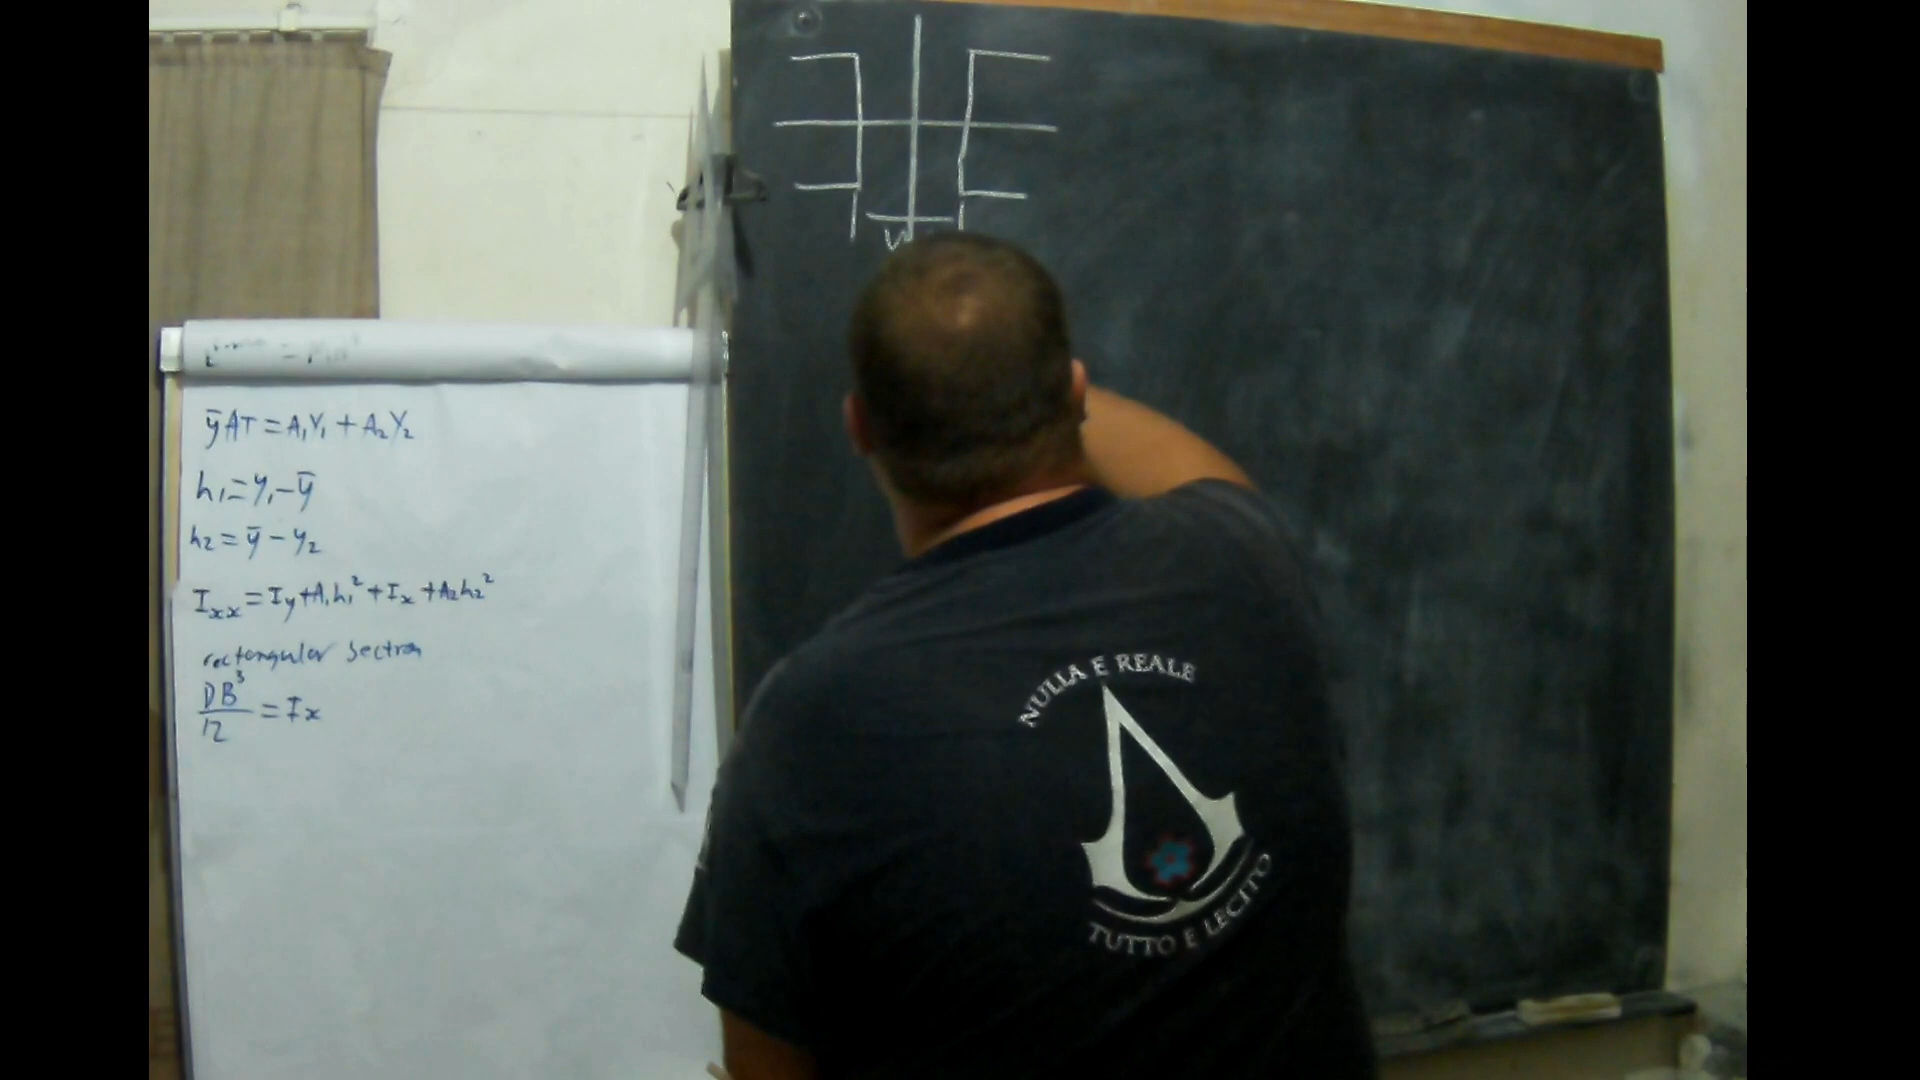 ȳAT = A₁Y₁ + A₂Y₂
h₁ = y₁ - ȳ
h₂ = ȳ - y₂
Iₓₓ = Iy + A₁h₁² + Iₓ + A₂h₂²
rectangular section
DB³/12 = Iₓ
NULLA E REALE
TUTTO E LECITO